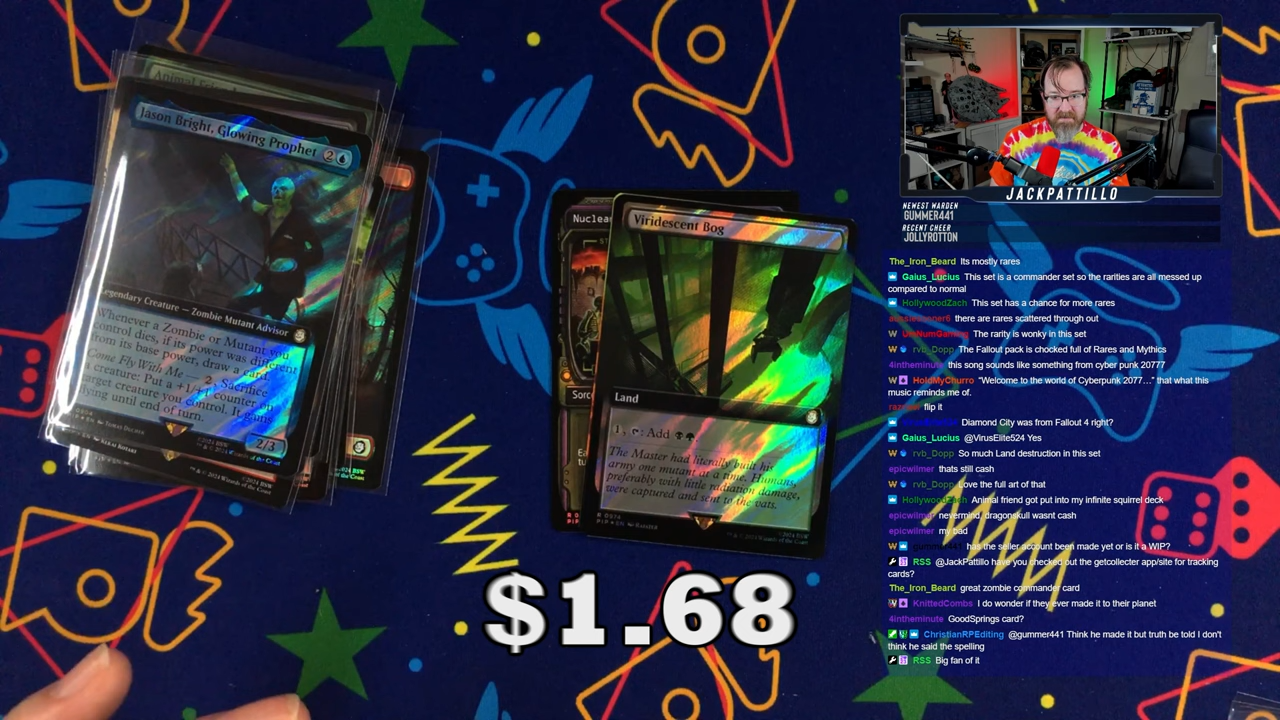 Animal Friend
Jason Bright, Glowing Prophet
2
Legendary Creature — Zombie Mutant Advisor
Whenever a Zombie or Mutant you
control dies, if its power was different
from its base power, draw a card.
Come Fly With Me — 2, Sacrifice
a creature: Put a +1/+1 counter on
target creature you control. It gains
flying until end of turn.
2/3
Nuclear
Sorc
Viridescent Bog
Land
1, : Add
The Master had literally built his
army one mutant at a time. Humans,
preferably with little radiation damage,
were captured and sent to the vats.
$1.68
JACKPATTILLO
NEWEST WARDEN
GUMMER441
RECENT CHEER
JOLLYROTTON
The_Iron_Beard Its mostly rares
Gaius_Lucius This set is a commander set so the rarities are all messed up
compared to normal
HollywoodZach This set has a chance for more rares
there are rares scattered through out
The rarity is wonky in this set
rvb_Dopp The Fallout pack is chocked full of Rares and Mythics
4intheminute this song sounds like something from cyber punk 20777
HoldMyChurro "Welcome to the world of Cyberpunk 2077…" that what this
music reminds me of.
flip it
Diamond City was from Fallout 4 right?
Gaius_Lucius @VirusElite524 Yes
rvb_Dopp So much Land destruction in this set
epicwilmer thats still cash
rvb_Dopp Love the full art of that
HollywoodZach Animal friend got put into my infinite squirrel deck
epicwilmer nevermind, dragonskull wasnt cash
epicwilmer my bad
gummer441 has the seller account been made yet or is it a WIP?
RSS @JackPattillo have you checked out the getcollecter app/site for tracking
cards?
The_Iron_Beard great zombie commander card
KnittedCombs I do wonder if they ever made it to their planet
4intheminute GoodSprings card?
ChristianRPEditing @gummer441 Think he made it but truth be told I don't
think he said the spelling
RSS Big fan of it